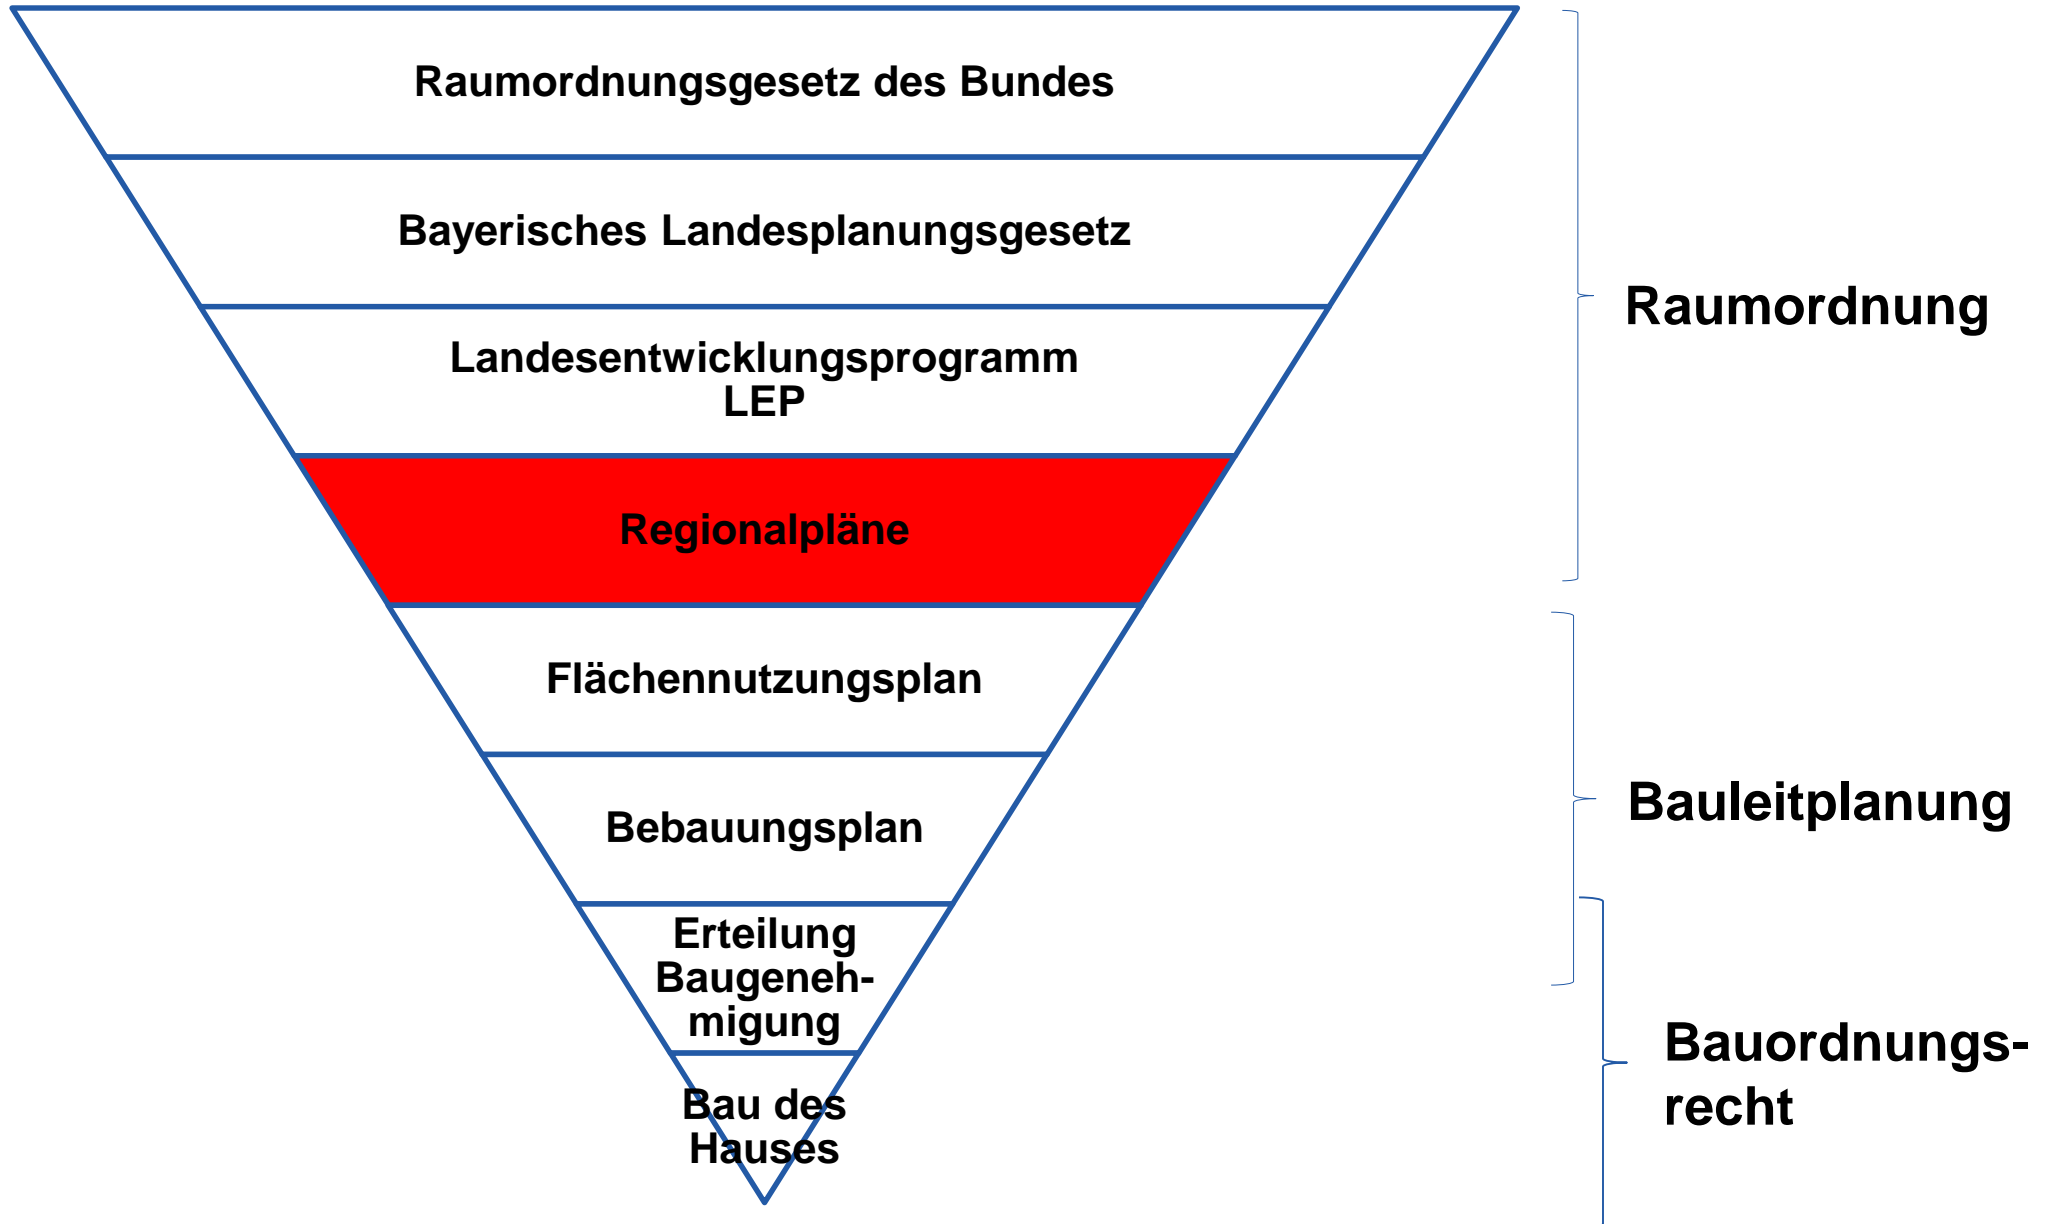 Raumordnungsgesetz des Bundes
Bayerisches Landesplanungsgesetz
Landesentwicklungsprogramm
LEP
Regionalpläne
Flächennutzungsplan
Bebauungsplan
Erteilung
Baugeneh-
migung
Bau des
Hauses
Raumordnung
Bauleitplanung
Bauordnungs-
recht